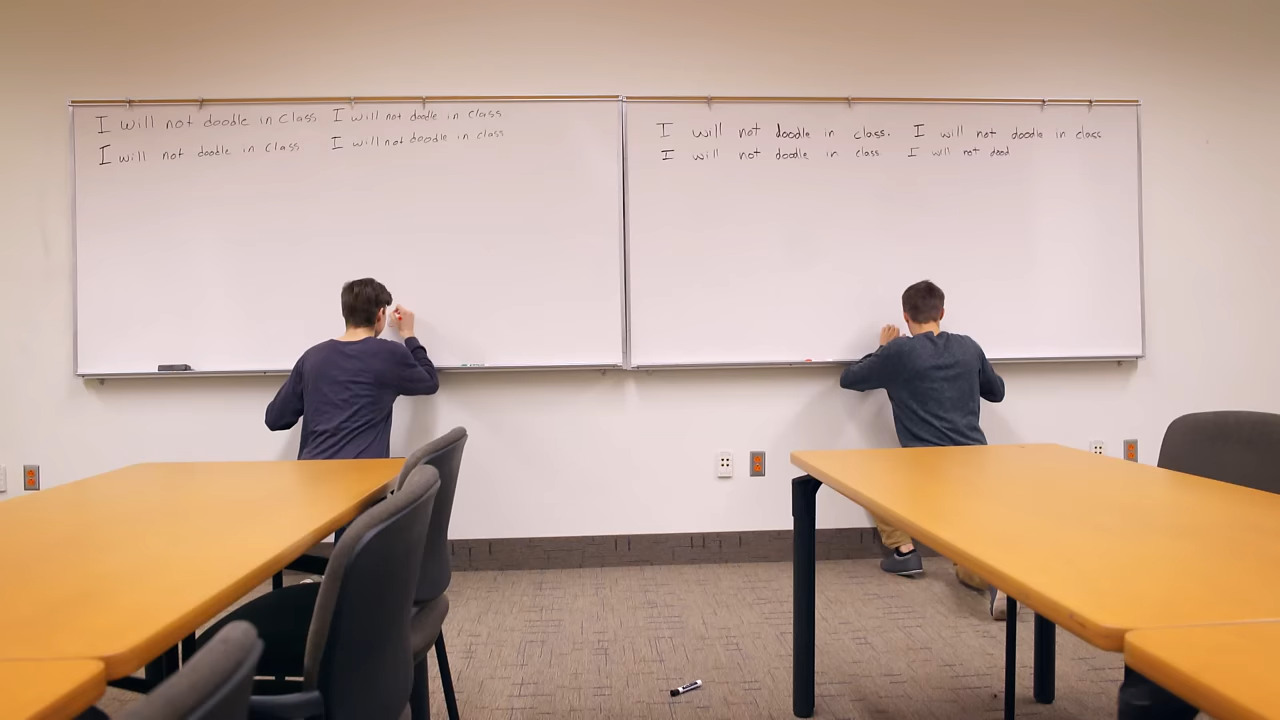 I will not doodle in class I will not doodle in class
I will not doodle in class I will not doodle in class
I will not doodle in class. I will not doodle in class
I will not doodle in class I will not dood